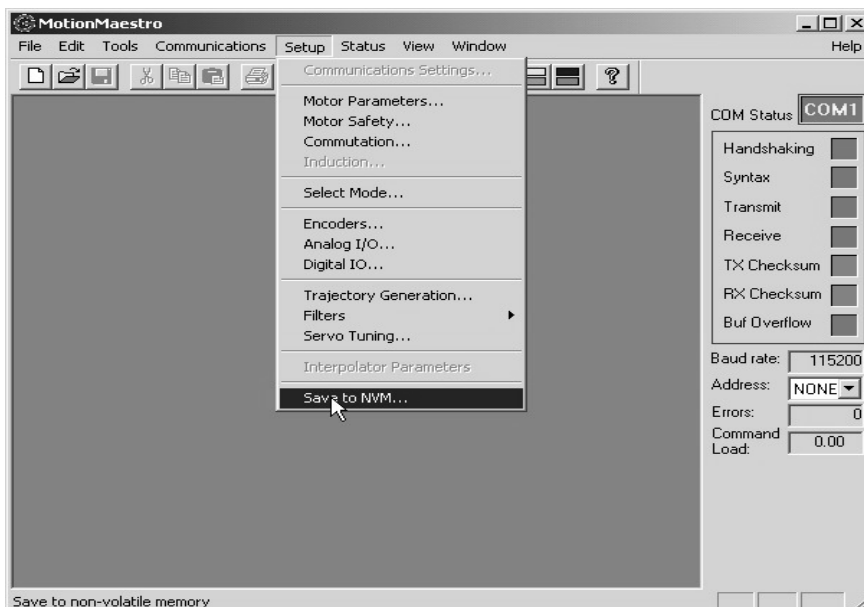 MotionMaestro
File Edit Tools Communications Setup Status View Window Help
Communications Settings...
Motor Parameters...
Motor Safety...
Commutation...
Induction...
Select Mode...
Encoders...
Analog I/O...
Digital IO...
Trajectory Generation...
Filters
Servo Tuning...
Interpolator Parameters
Save to NVM...
COM Status COM1
Handshaking
Syntax
Transmit
Receive
TX Checksum
RX Checksum
Buf Overflow
Baud rate: 115200
Address: NONE
Errors: 0
Command
Load: 0.00
Save to non-volatile memory